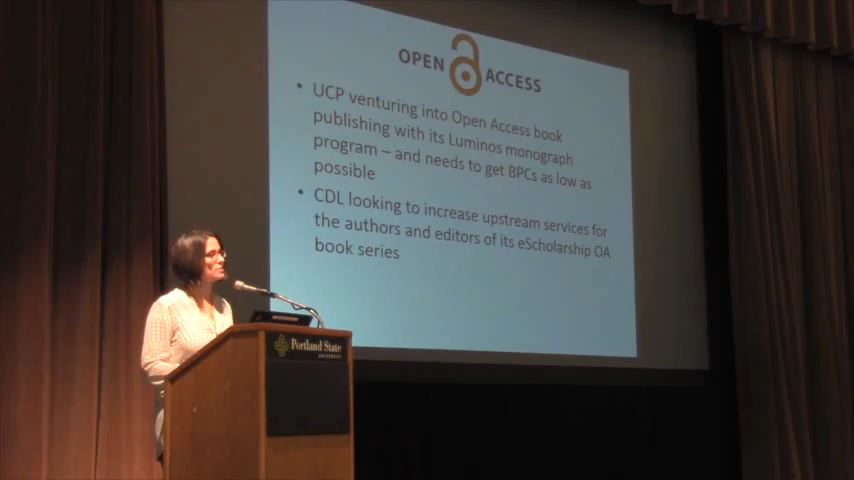 OPEN ACCESS
• UCP venturing into Open Access book
publishing with its Luminos monograph
program – and needs to get BPCs as low as
possible
• CDL looking to increase upstream services for
the authors and editors of its eScholarship OA
book series
Portland State
UNIVERSITY